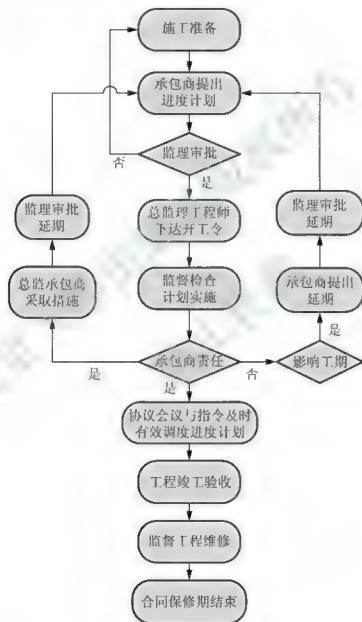 施工准备
承包商提出
进度计划
监理审批
否
是
总监理工程师
下达开工令
监理审批
延期
监理审批
延期
总监承包商
采取措施
监督检查
计划实施
承包商提出
延期
是
承包商责任
影响工期
是
是
否
协议会议与指令及时
有效调度进度计划
工程竣工验收
监督工程维修
合同保修期结束